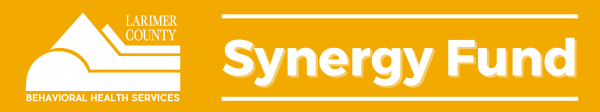 LARIMER
COUNTY
BEHAVIORAL HEALTH SERVICES
Synergy Fund